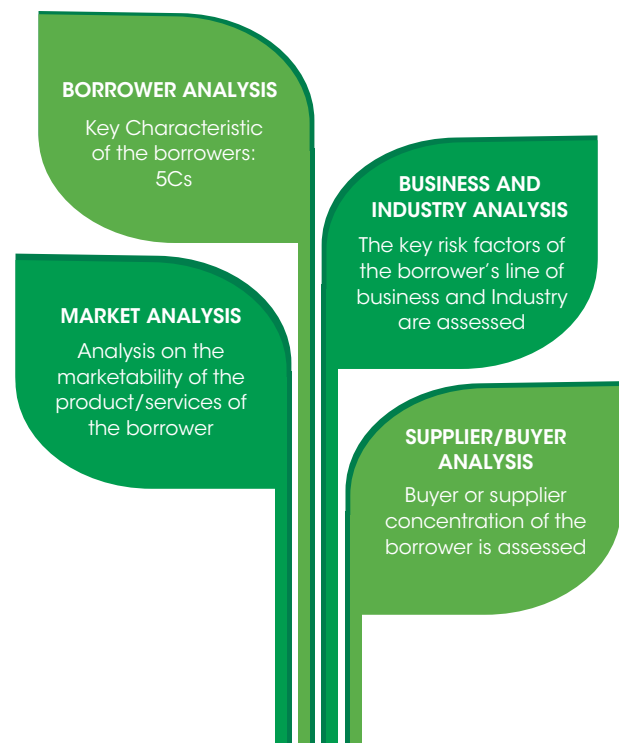 BORROWER ANALYSIS
Key Characteristic
of the borrowers:
5Cs
BUSINESS AND
INDUSTRY ANALYSIS
The key risk factors of
the borrower’s line of
business and Industry
are assessed
MARKET ANALYSIS
Analysis on the
marketability of the
product/services of
the borrower
SUPPLIER/BUYER
ANALYSIS
Buyer or supplier
concentration of the
borrower is assessed